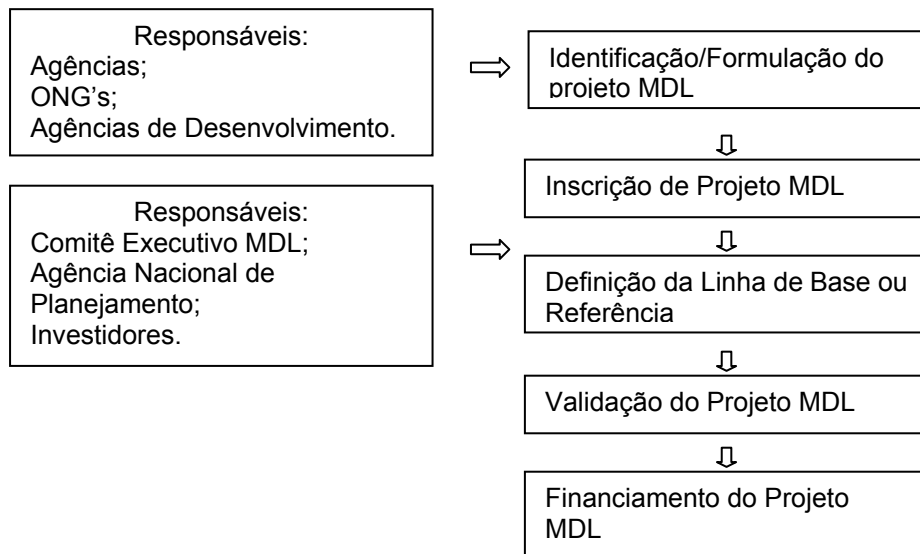 Responsáveis:
Agências;
ONG's;
Agências de Desenvolvimento.
Identificação/Formulação do
projeto MDL
Inscrição de Projeto MDL
Responsáveis:
Comitê Executivo MDL;
Agência Nacional de
Planejamento;
Investidores.
Definição da Linha de Base ou
Referência
Validação do Projeto MDL
Financiamento do Projeto
MDL